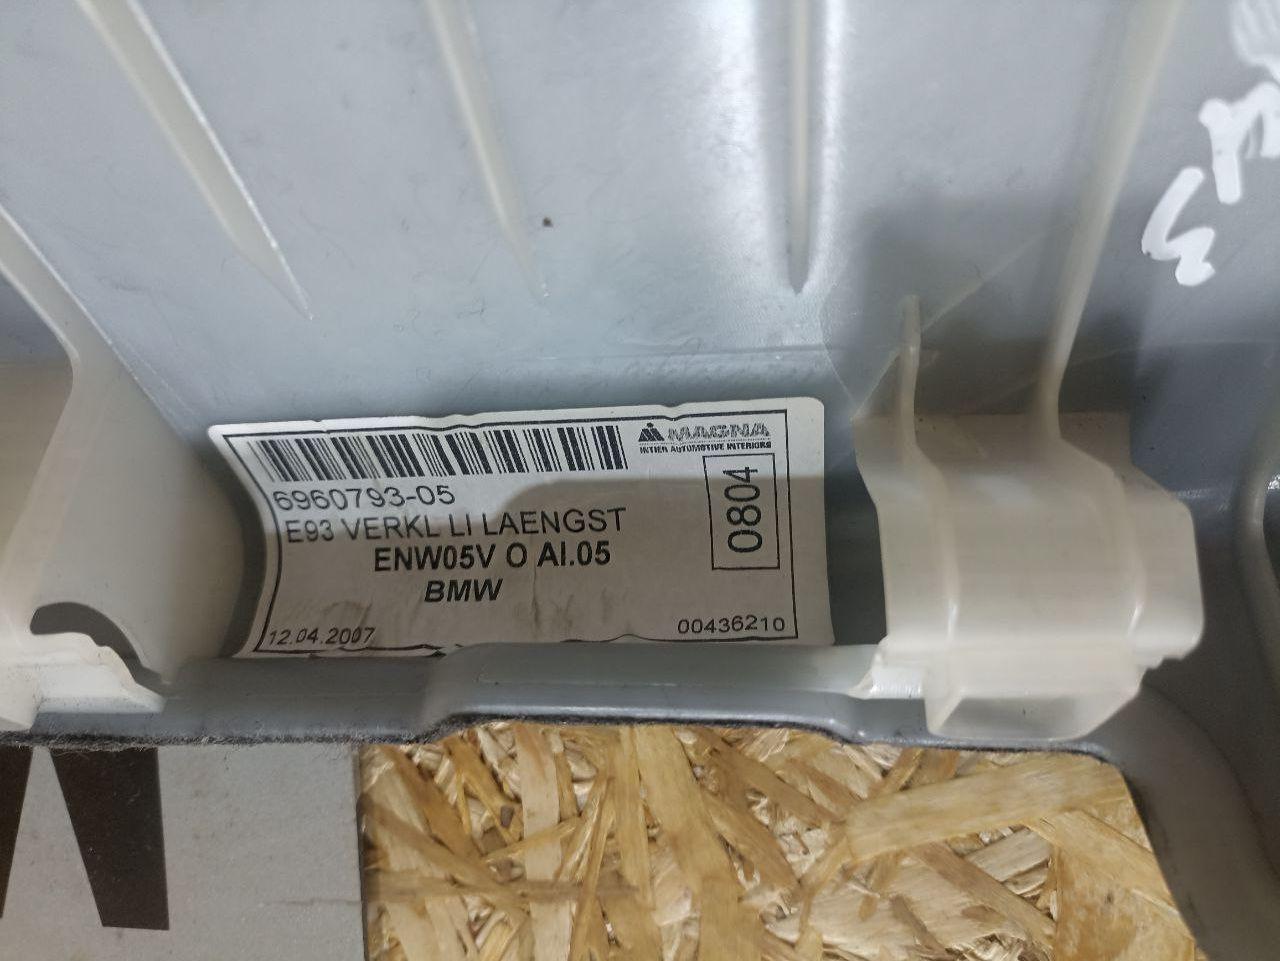 MAGNA
INTIER AUTOMOTIVE INTERIORS
6960793-05
E93 VERKL LI LAENGST
ENW05V O AI.05
BMW
12.04.2007
00436210
0804